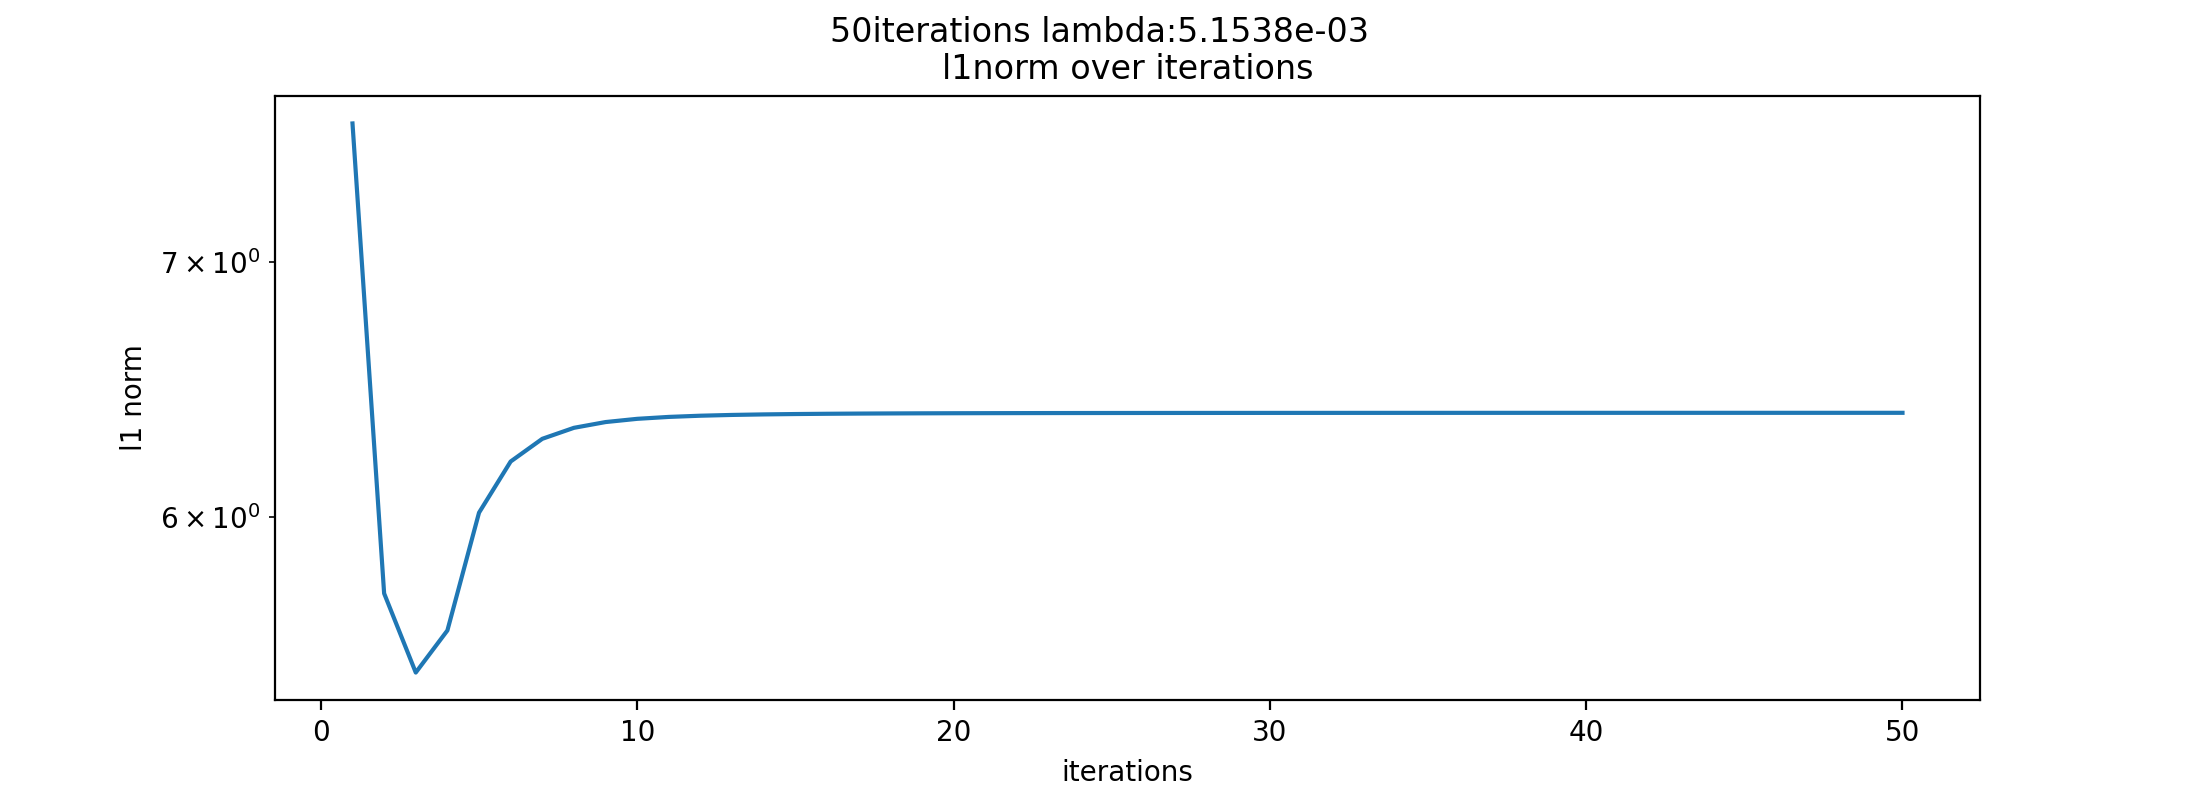 50iterations lambda:5.1538e-03
l1norm over iterations
l1 norm
7 × 10⁰
6 × 10⁰
0 10 20 30 40 50
iterations